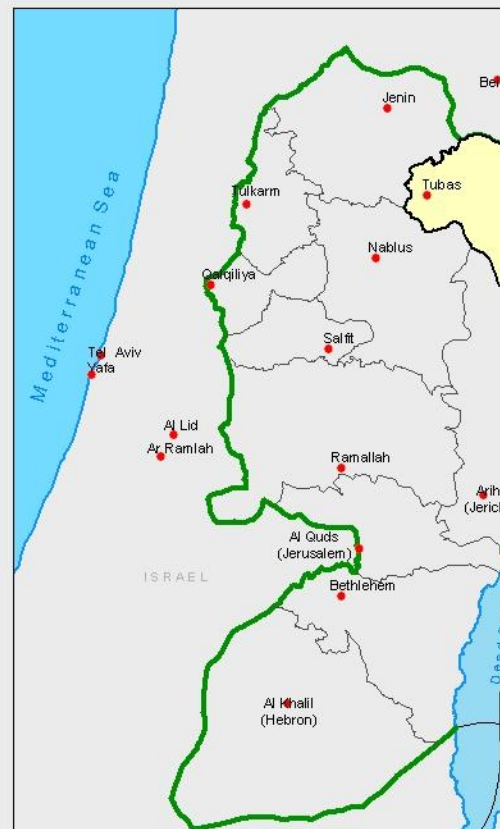 Jenin
Tubas
Tulkarm
Nablus
Qalqiliya
Salfit
Tel Aviv
Yafa
Al Lid
Ar Ramlah
Ramallah
Al Quds
(Jerusalem)
ISRAEL
Bethlehem
Al Khalil
(Hebron)
Mediterranean Sea